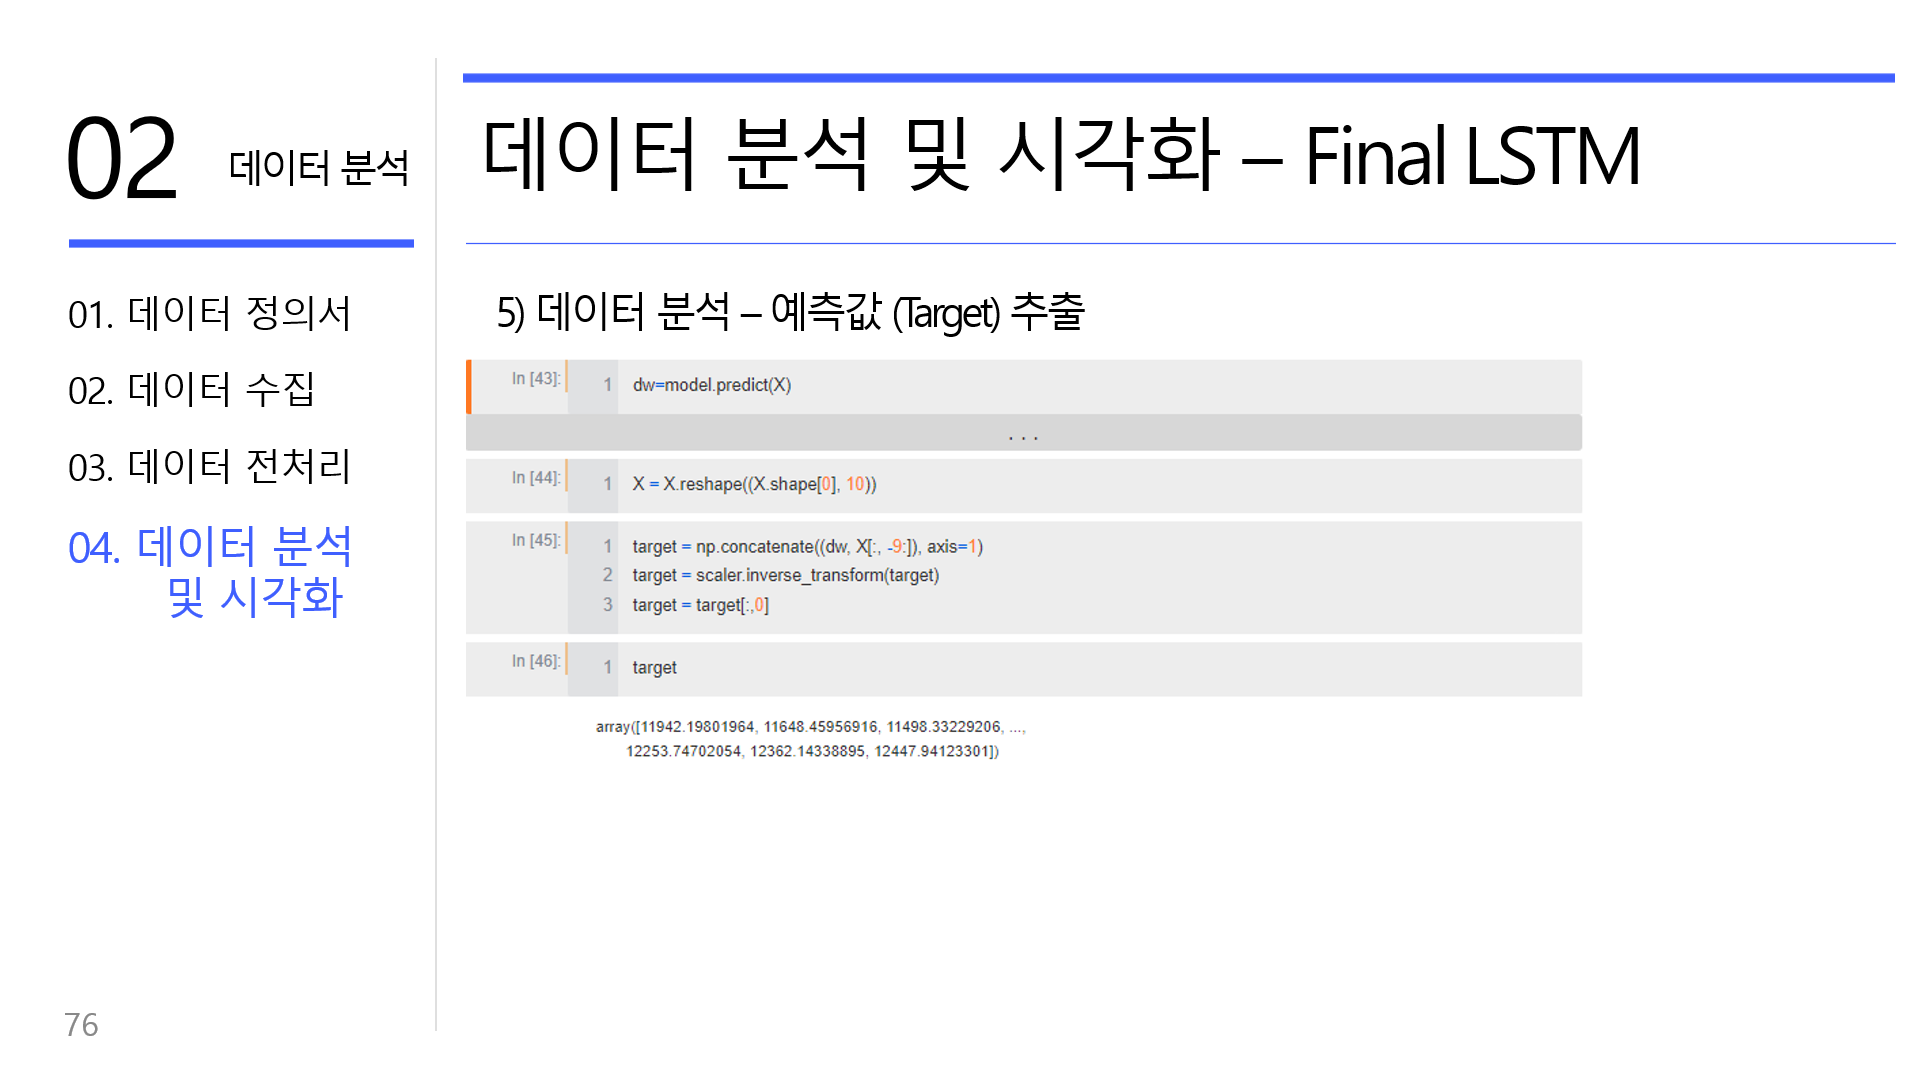 02 데이터 분석
01. 데이터 정의서
02. 데이터 수집
03. 데이터 전처리
04. 데이터 분석
및 시각화
76
데이터 분석 및 시각화 – Final LSTM
5) 데이터 분석 – 예측값 (Target) 추출
In [43]: 1 dw=model.predict(X)
...
In [44]: 1 X = X.reshape((X.shape[0], 10))
In [45]: 1 target = np.concatenate((dw, X[:, -9:]), axis=1)
2 target = scaler.inverse_transform(target)
3 target = target[:,0]
In [46]: 1 target
array([11942.19801964, 11648.45956916, 11498.33229206, ...,
12253.74702054, 12362.14338895, 12447.94123301])